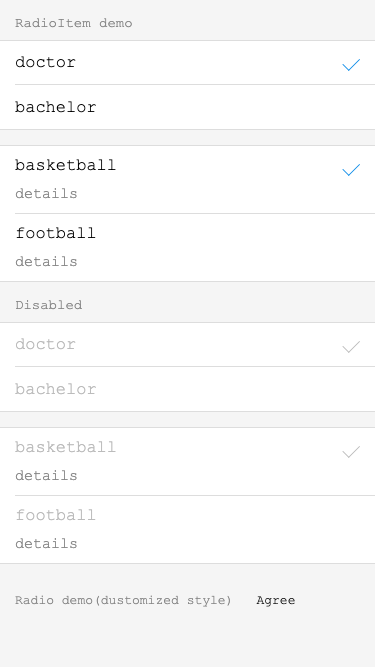 RadioItem demo
doctor
bachelor
basketball
details
football
details
Disabled
doctor
bachelor
basketball
details
football
details
Radio demo(dustomized style) Agree